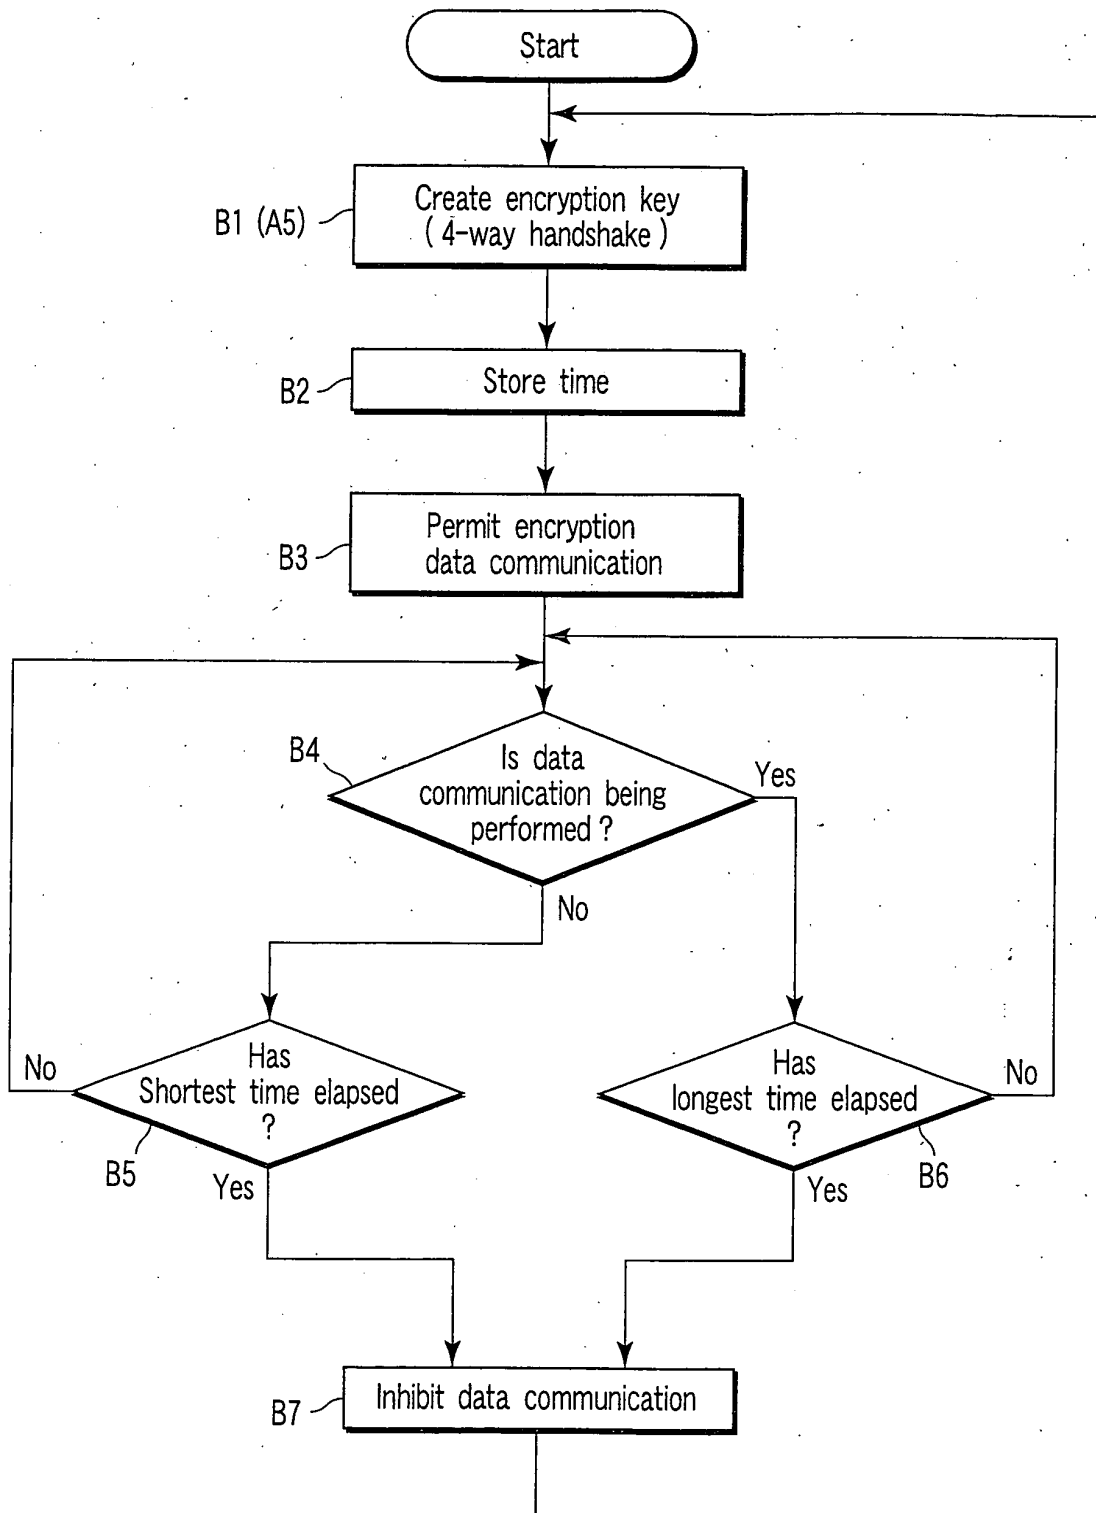 Start
Create encryption key
(4-way handshake)
B1 (A5)
Store time
B2
Permit encryption
data communication
B3
B4
Is data
communication being
performed ?
Yes
No
Has
Shortest time elapsed
?
No
B5
Yes
Has
longest time elapsed
?
No
B6
Yes
Inhibit data communication
B7